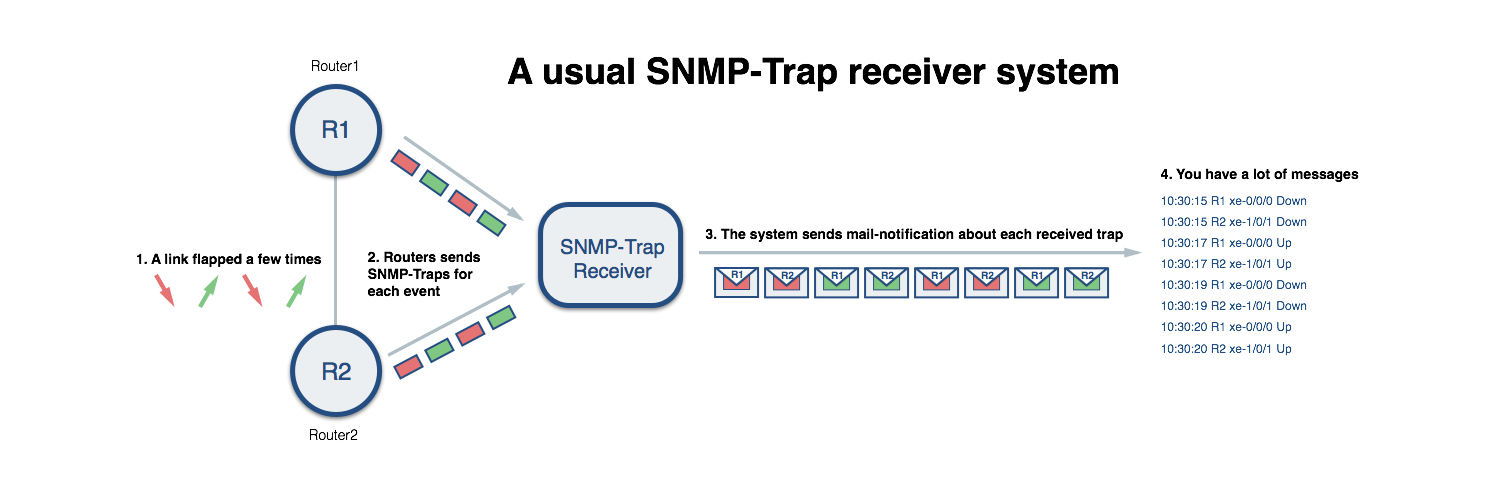 A usual SNMP-Trap receiver system
Router1
R1
1. A link flapped a few times
2. Routers sends
SNMP-Traps for
each event
R2
Router2
SNMP-Trap
Receiver
3. The system sends mail-notification about each received trap
R1 R2 R1 R2 R1 R2 R1 R2
4. You have a lot of messages
10:30:15 R1 xe-0/0/0 Down
10:30:15 R2 xe-1/0/1 Down
10:30:17 R1 xe-0/0/0 Up
10:30:17 R2 xe-1/0/1 Up
10:30:19 R1 xe-0/0/0 Down
10:30:19 R2 xe-1/0/1 Down
10:30:20 R1 xe-0/0/0 Up
10:30:20 R2 xe-1/0/1 Up